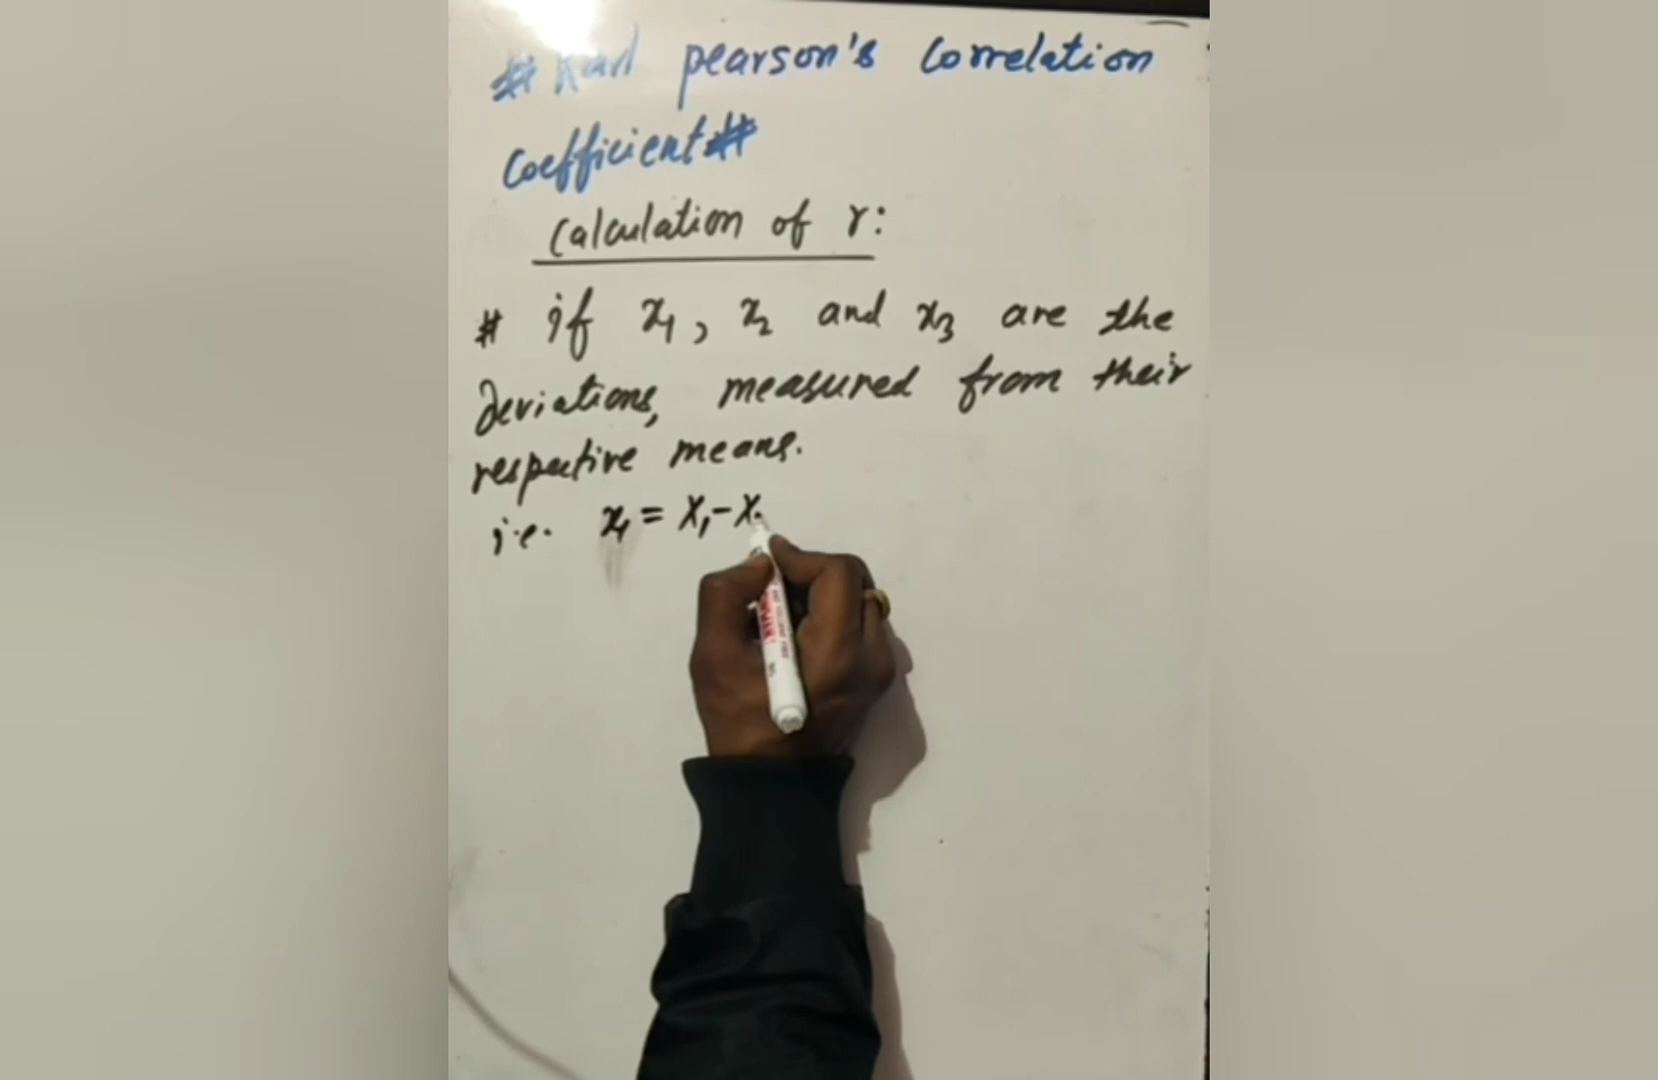 # Karl pearson's Correlation
Coefficient #
Calculation of r:
# if x₁, x₂ and x₃ are the
deviations, measured from their
respective means.
i.e. x₁ = X₁ - X